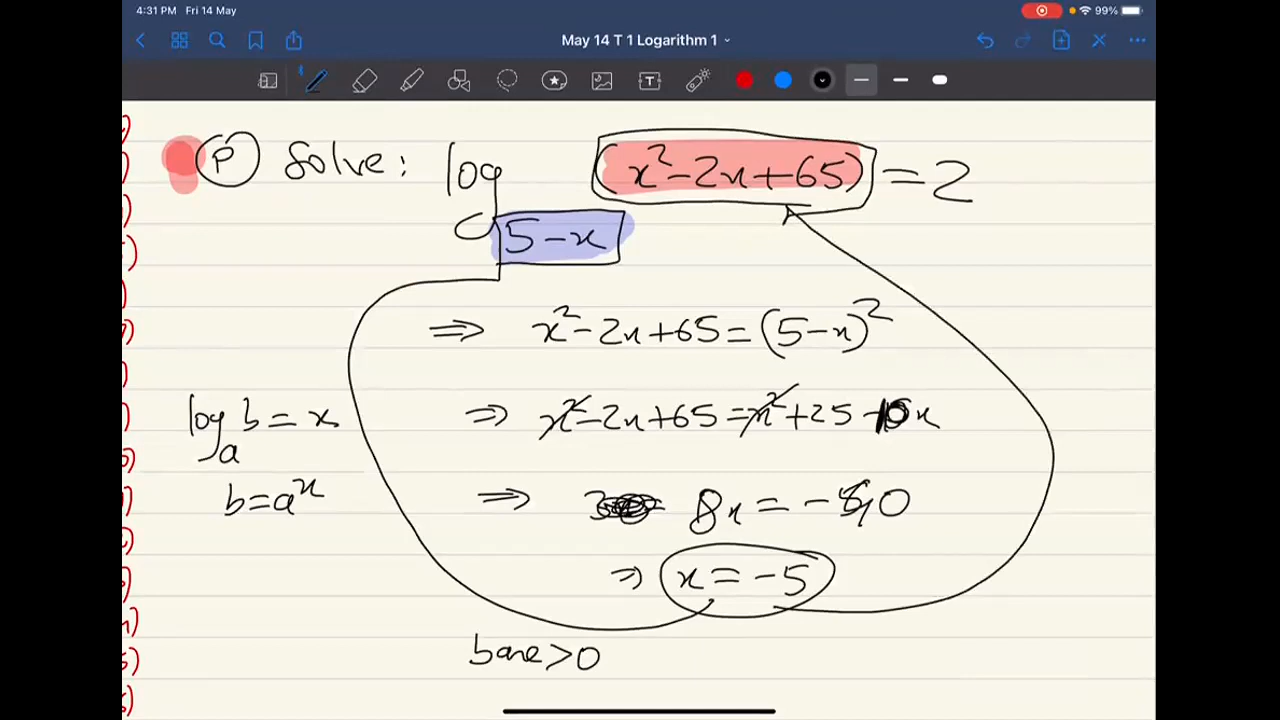 4:31 PM Fri 14 May
99%
May 14 T 1 Logarithm 1
P Solve: log_{5-x} (x²-2x+65) = 2
⇒ x²-2x+65=(5-x)²
log_a b = x
⇒ x²-2x+65=x²+25-10x
b=a^x
⇒ 8x = -40
⇒ x = -5
base>0